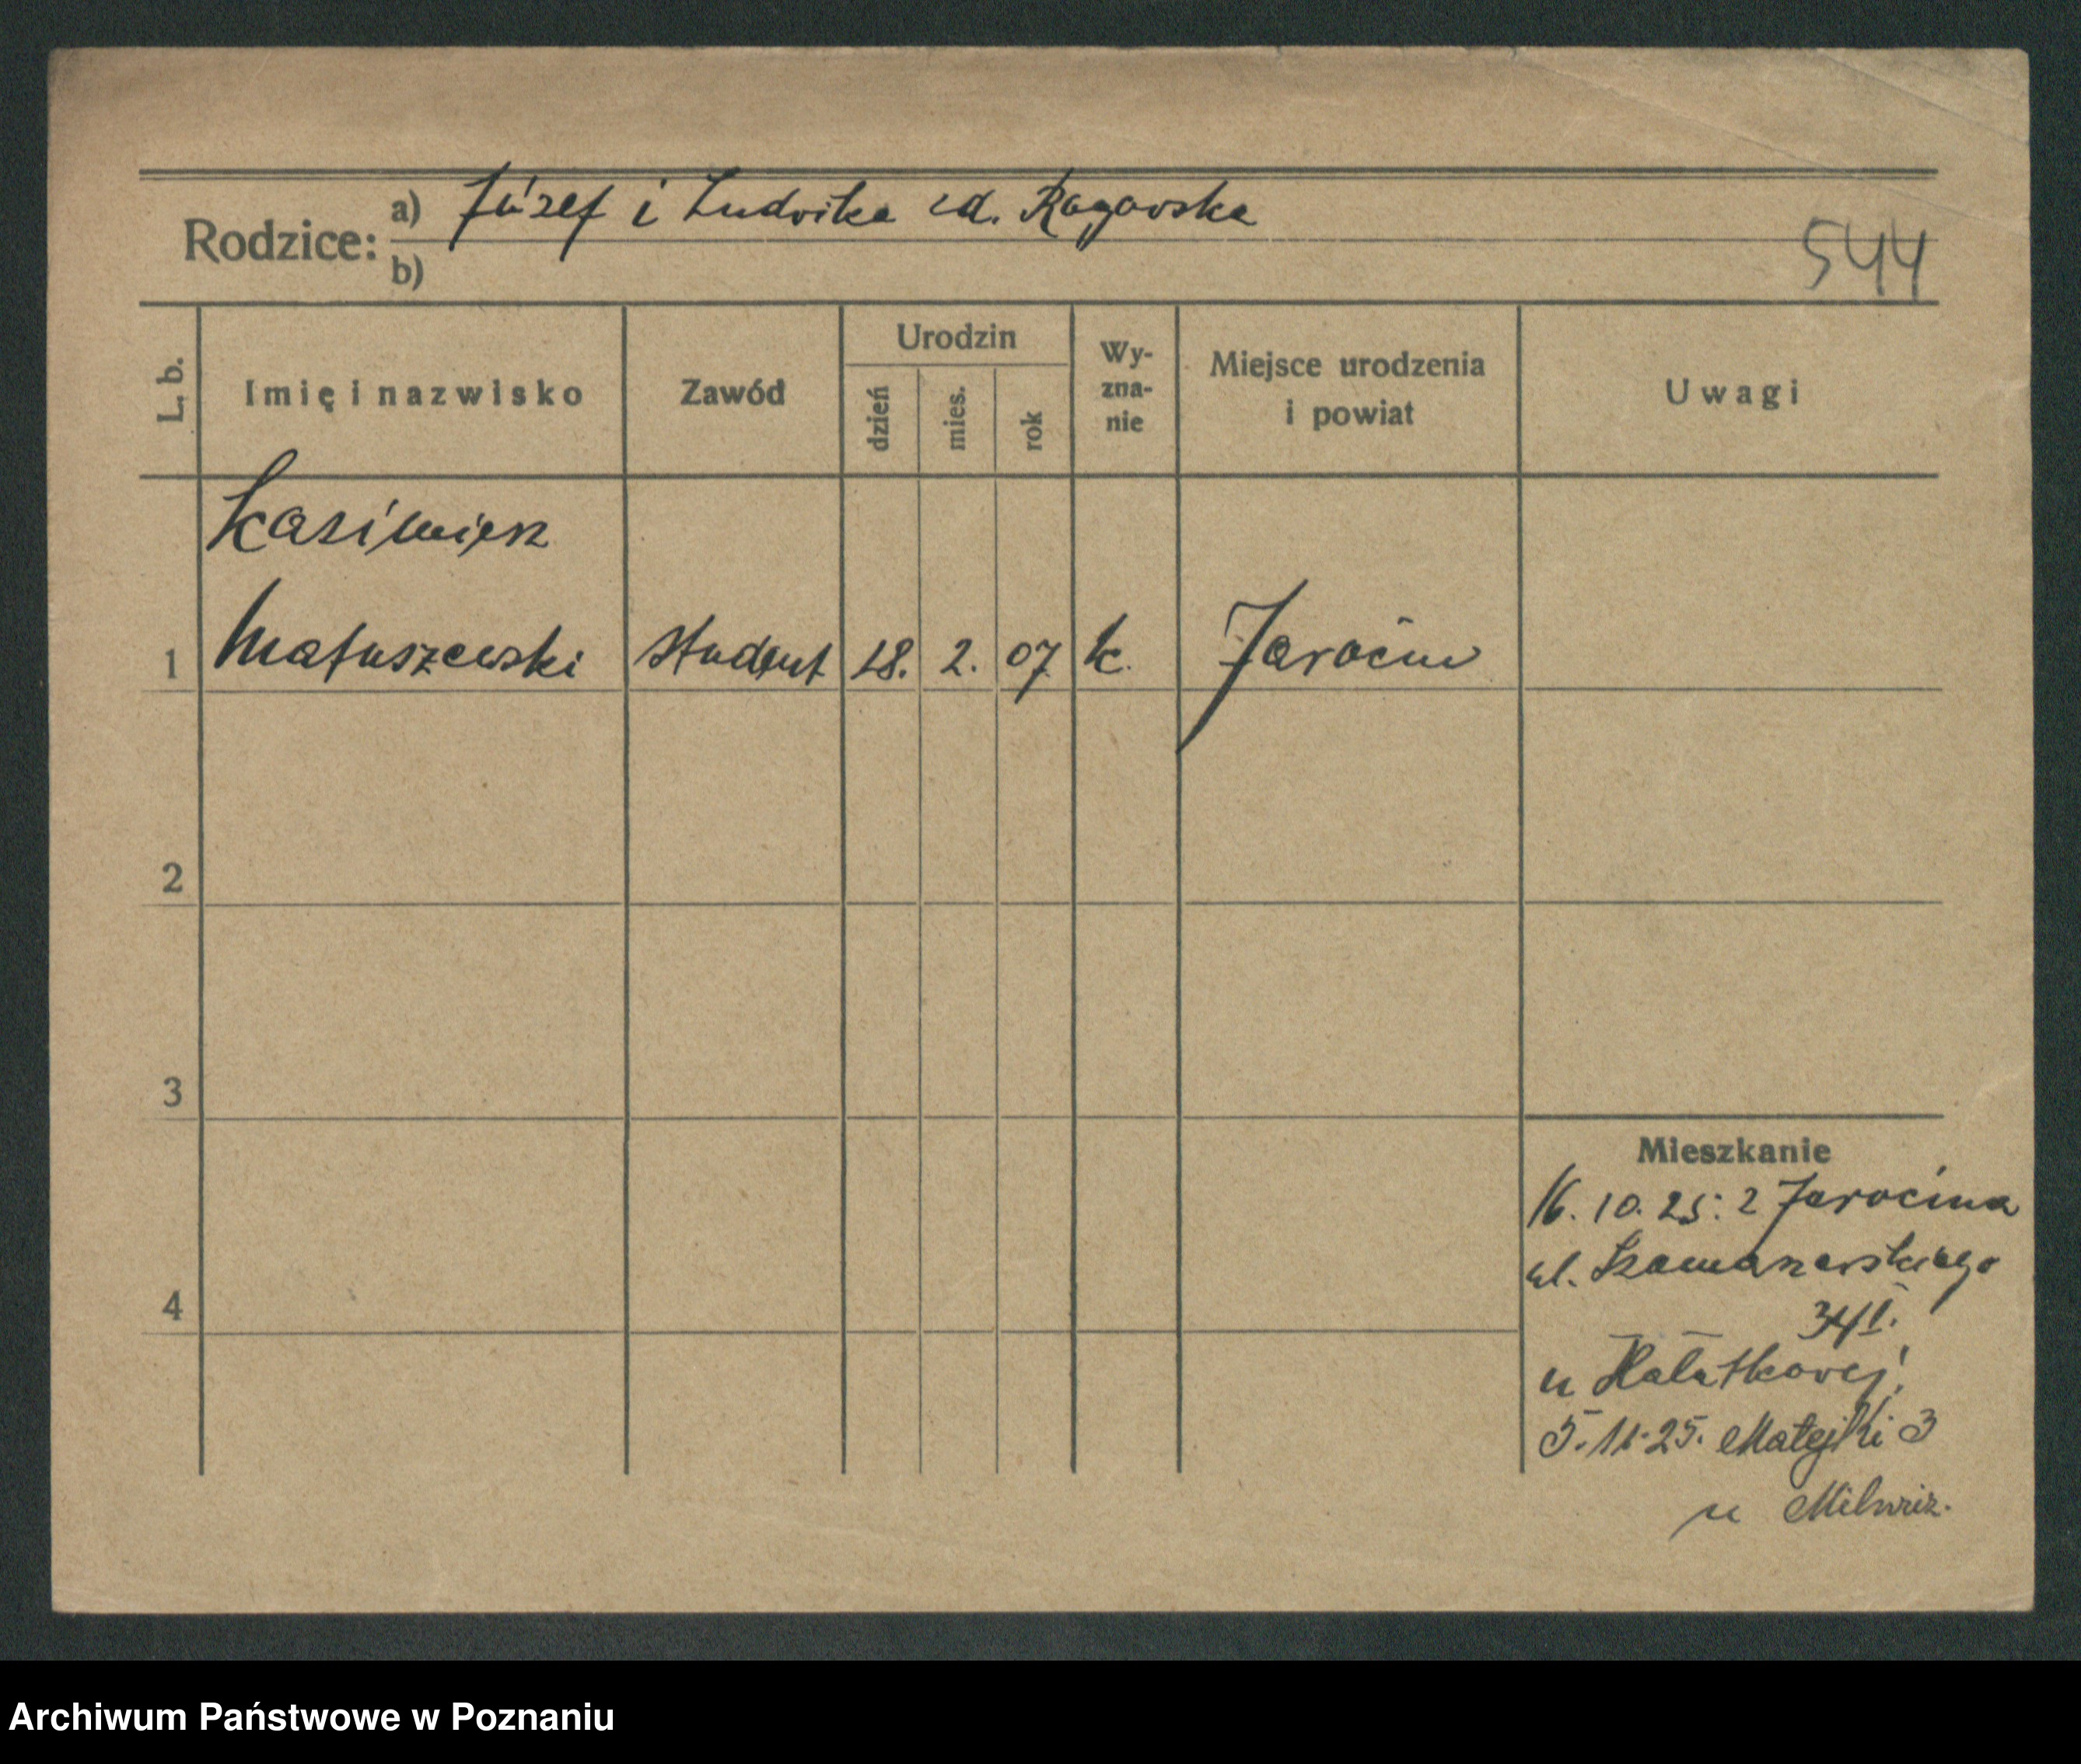 Rodzice: a) Józef i Ludwika zd. Rogowska
b)
544
L. b. Imię i nazwisko Zawód Urodzin dzień mies. rok Wy-zna-nie Miejsce urodzenia i powiat Uwagi
Kazimierz
1 Matuszewski student 18. 2. 07 k. Jarocin
2
3
4
Mieszkanie
16. 10. 25: z Jarocina
ul. Szamarzewskiego
34 I.
u
5. 11. 25. Matejki 3
u
Archiwum Państwowe w Poznaniu